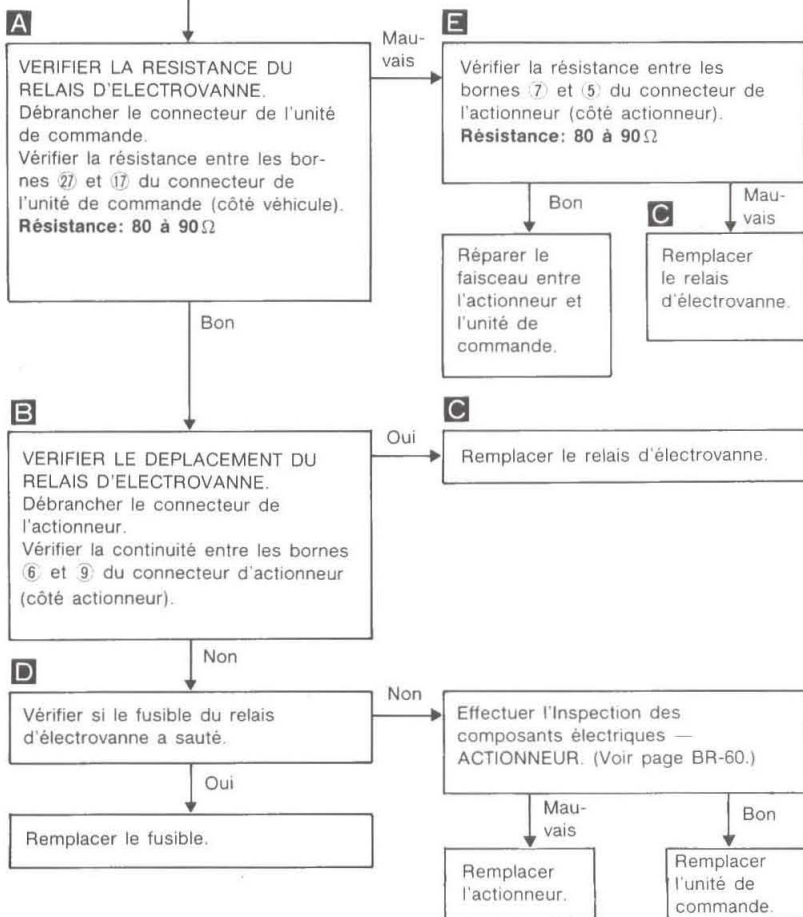 A
VERIFIER LA RESISTANCE DU
RELAIS D'ELECTROVANNE.
Débrancher le connecteur de l'unité
de commande.
Vérifier la résistance entre les bor-
nes ㉗ et ⑰ du connecteur de
l'unité de commande (côté véhicule).
Résistance: 80 à 90Ω
Mau-
vais
E
Vérifier la résistance entre les
bornes ⑦ et ⑤ du connecteur de
l'actionneur (côté actionneur).
Résistance: 80 à 90Ω
Bon
Réparer le
faisceau entre
l'actionneur et
l'unité de
commande.
C
Mau-
vais
Remplacer
le relais
d'électrovanne.
Bon
B
VERIFIER LE DEPLACEMENT DU
RELAIS D'ELECTROVANNE.
Débrancher le connecteur de
l'actionneur.
Vérifier la continuité entre les bornes
⑥ et ⑨ du connecteur d'actionneur
(côté actionneur).
Oui
C
Remplacer le relais d'électrovanne.
Non
D
Vérifier si le fusible du relais
d'électrovanne a sauté.
Non
Effectuer l'Inspection des
composants électriques —
ACTIONNEUR. (Voir page BR-60.)
Oui
Remplacer le fusible.
Mau-
vais
Remplacer
l'actionneur.
Bon
Remplacer
l'unité de
commande.